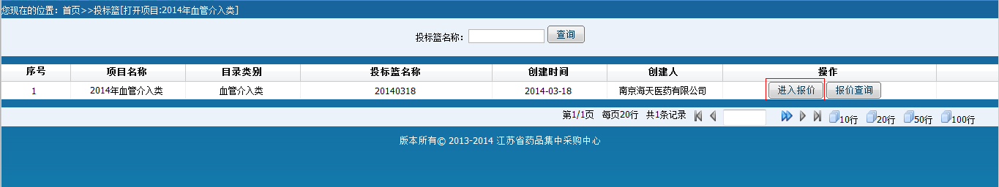 您现在的位置：首页>>投标篮[打开项目:2014年血管介入类]
投标篮名称： 查询
序号 项目名称 目录类别 投标篮名称 创建时间 创建人 操作
1 2014年血管介入类 血管介入类 20140318 2014-03-18 南京海天医药有限公司 进入报价 报价查询
第1/1页 每页20行 共1条记录 10行 20行 50行 100行
版本所有© 2013-2014 江苏省药品集中采购中心